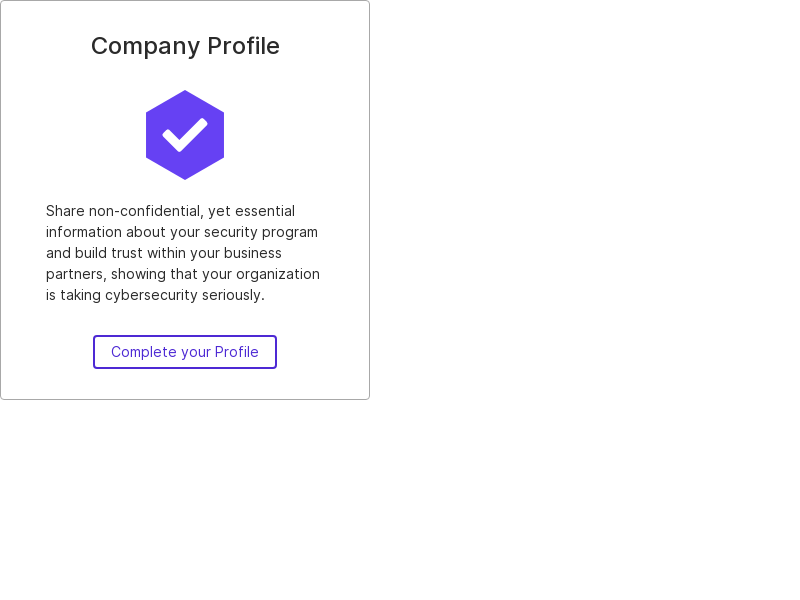 Company Profile
Share non-confidential, yet essential
information about your security program
and build trust within your business
partners, showing that your organization
is taking cybersecurity seriously.
Complete your Profile